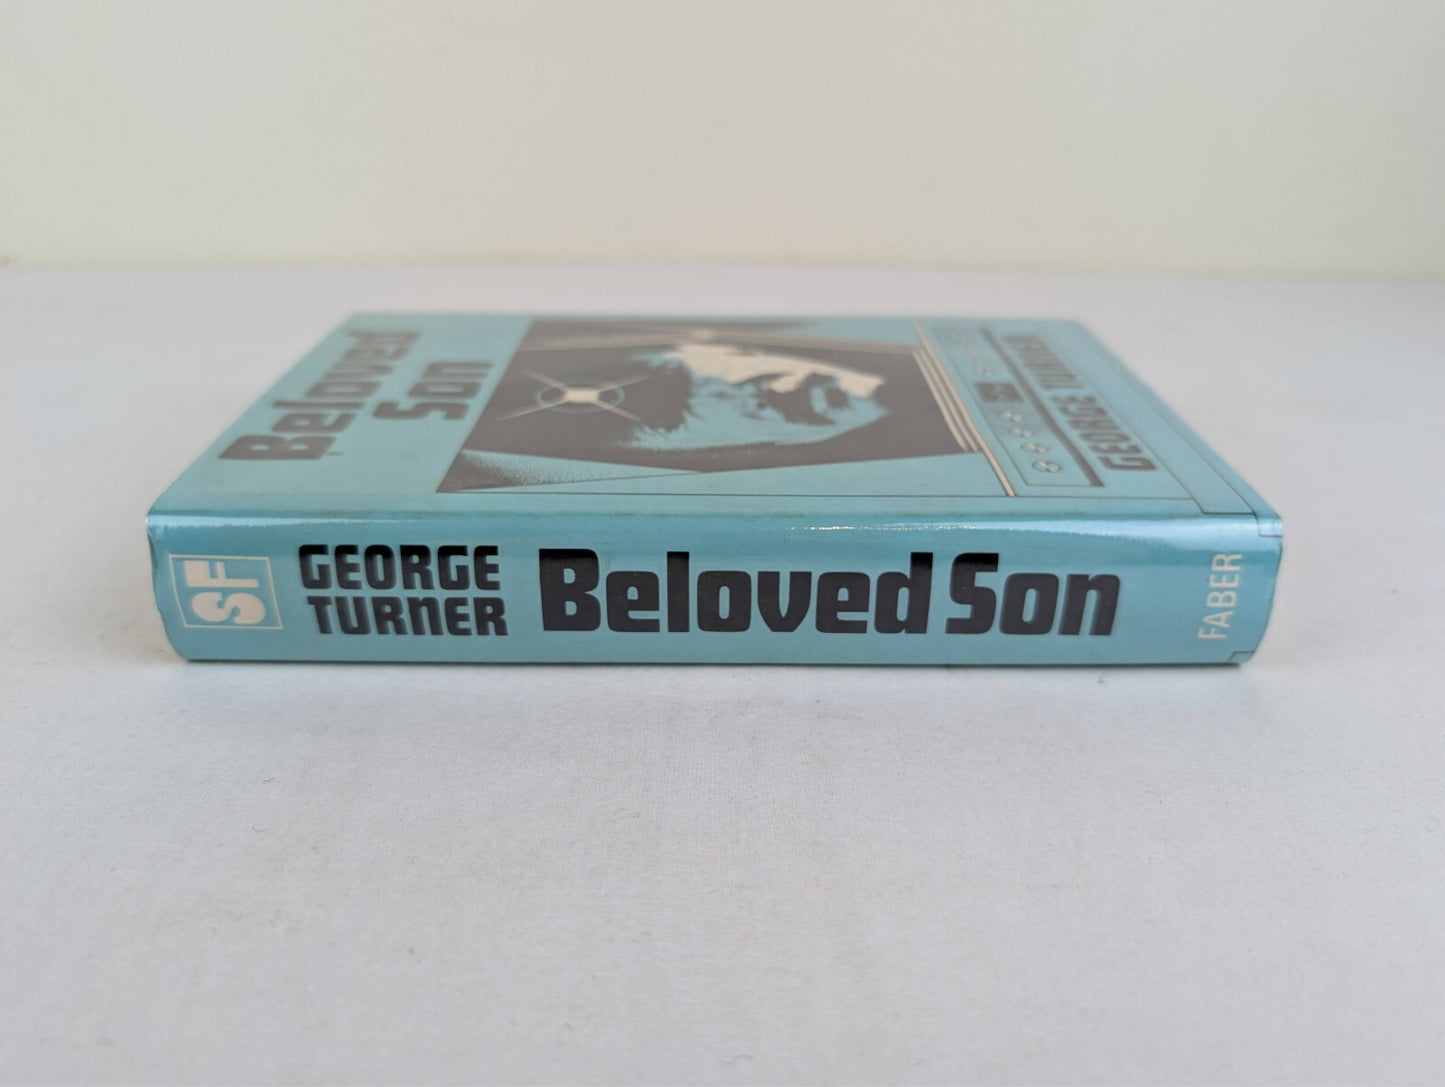 Beloved
Son
GEORGE TURNER
SF
GEORGE
TURNER
Beloved Son
FABER